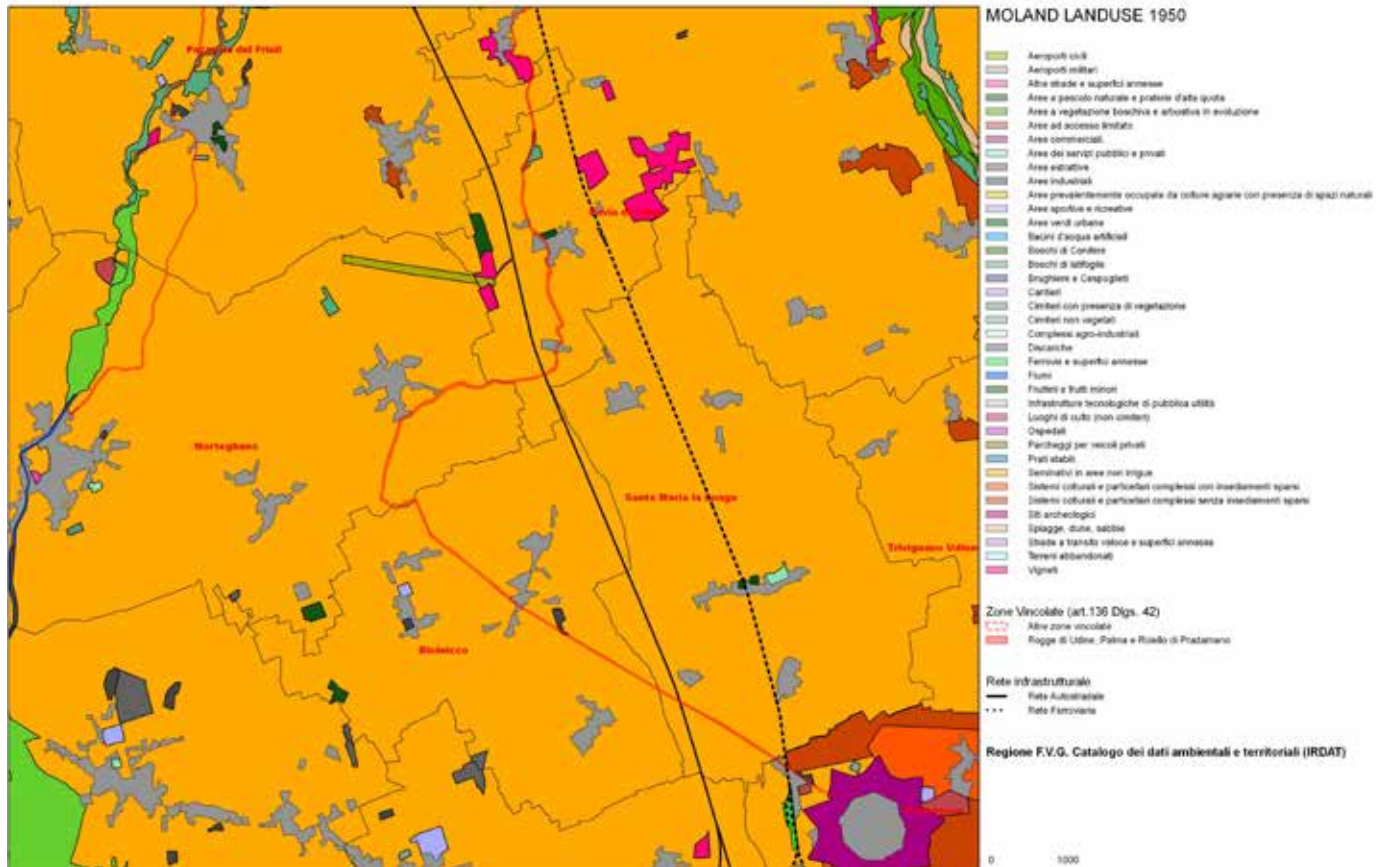 MOLAND LANDUSE 1950
Aeroporti civili
Aeroporti militari
Altre strade e superfici annesse
Aree a pascolo naturale e praterie d'alta quota
Aree a vegetazione boschiva e arbustiva in evoluzione
Aree ad accesso limitato
Aree commerciali
Aree dei servizi pubblici e privati
Aree estrattive
Aree industriali
Aree prevalentemente occupate da colture agrarie con presenza di spazi naturali
Aree sportive e ricreative
Aree verdi urbane
Bacini d'acqua artificiali
Boschi di Conifere
Boschi di latifoglie
Brughiere e Cespuglieti
Cantieri
Cimiteri con presenza di vegetazione
Cimiteri non vegetati
Complessi agro-industriali
Discariche
Ferrovie e superfici annesse
Fiumi
Frutteti e frutti minori
Infrastrutture tecnologiche di pubblica utilità
Luoghi di culto (non cimiteri)
Ospedali
Parcheggi per veicoli privati
Prati stabili
Seminativi in aree non irrigue
Sistemi colturali e particellari complessi con insediamenti sparsi
Sistemi colturali e particellari complessi senza insediamenti sparsi
Siti archeologici
Spiagge, dune, sabbie
Strade a transito veloce e superfici annesse
Terreni abbandonati
Vigneti
Zone Vincolate (art.136 Dlgs. 42)
Altre zone vincolate
Rogge di Udine, Palma e Roiello di Pradamano
Rete infrastrutturale
Rete Autostradale
Rete Ferroviaria
Regione F.V.G. Catalogo dei dati ambientali e territoriali (IRDAT)
0 1000
del Friuli
Mortegliano
Santa Maria la Longa
Trivignano Udine
Bicinicco